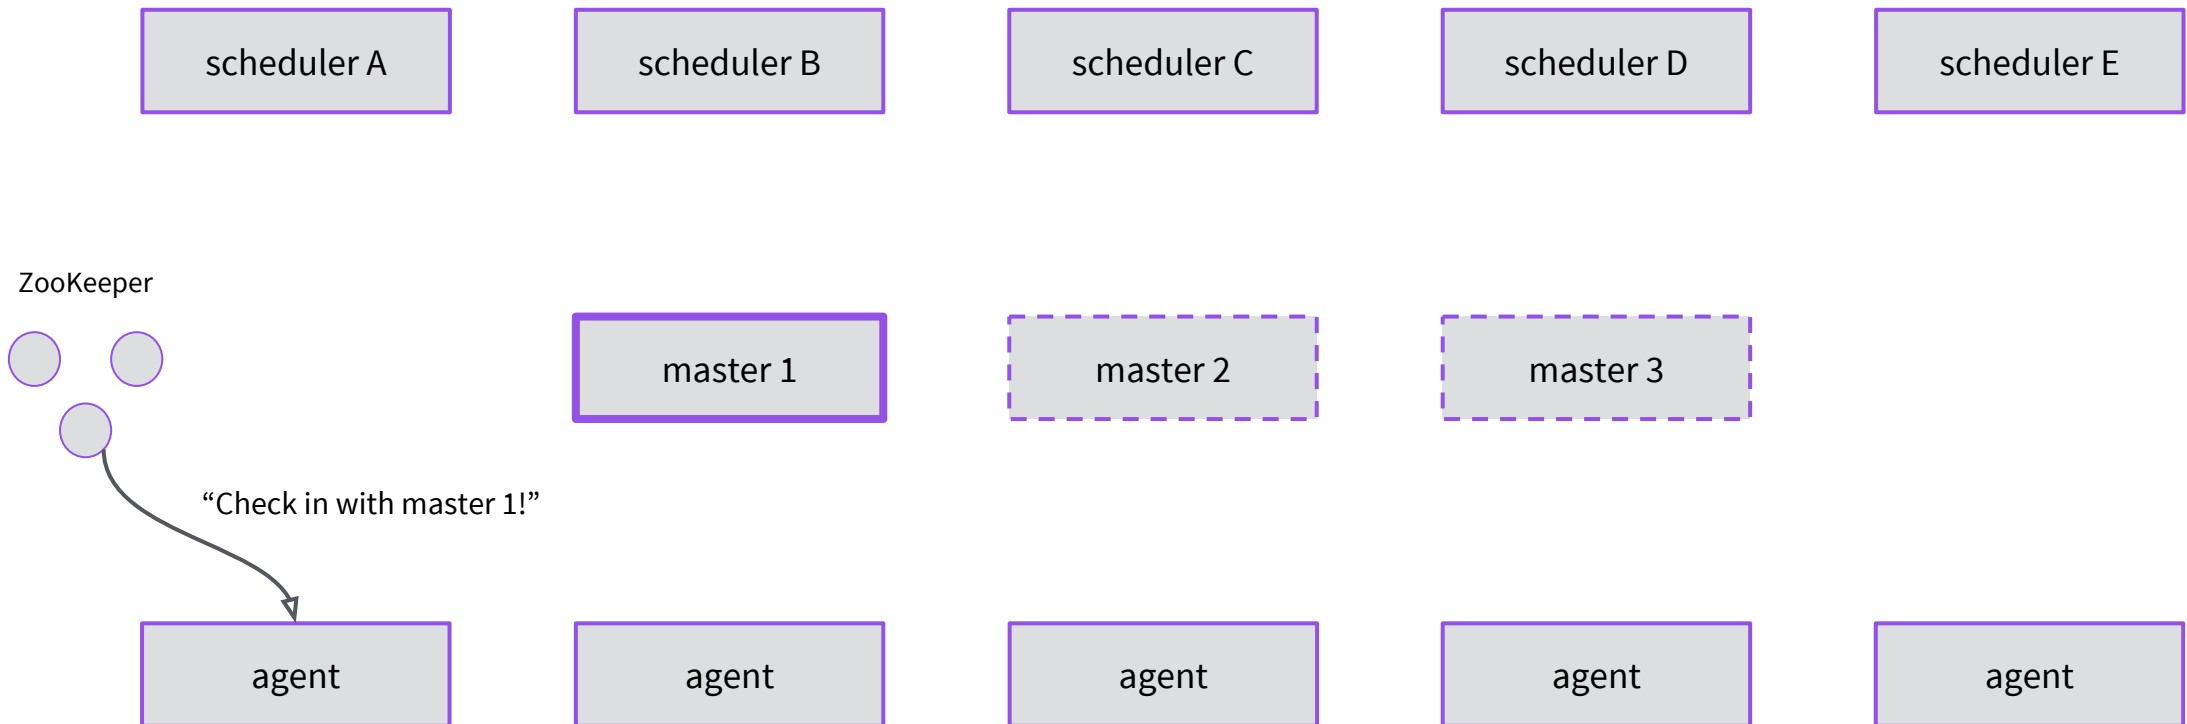 scheduler A
scheduler B
scheduler C
scheduler D
scheduler E
ZooKeeper
master 1
master 2
master 3
“Check in with master 1!”
agent
agent
agent
agent
agent